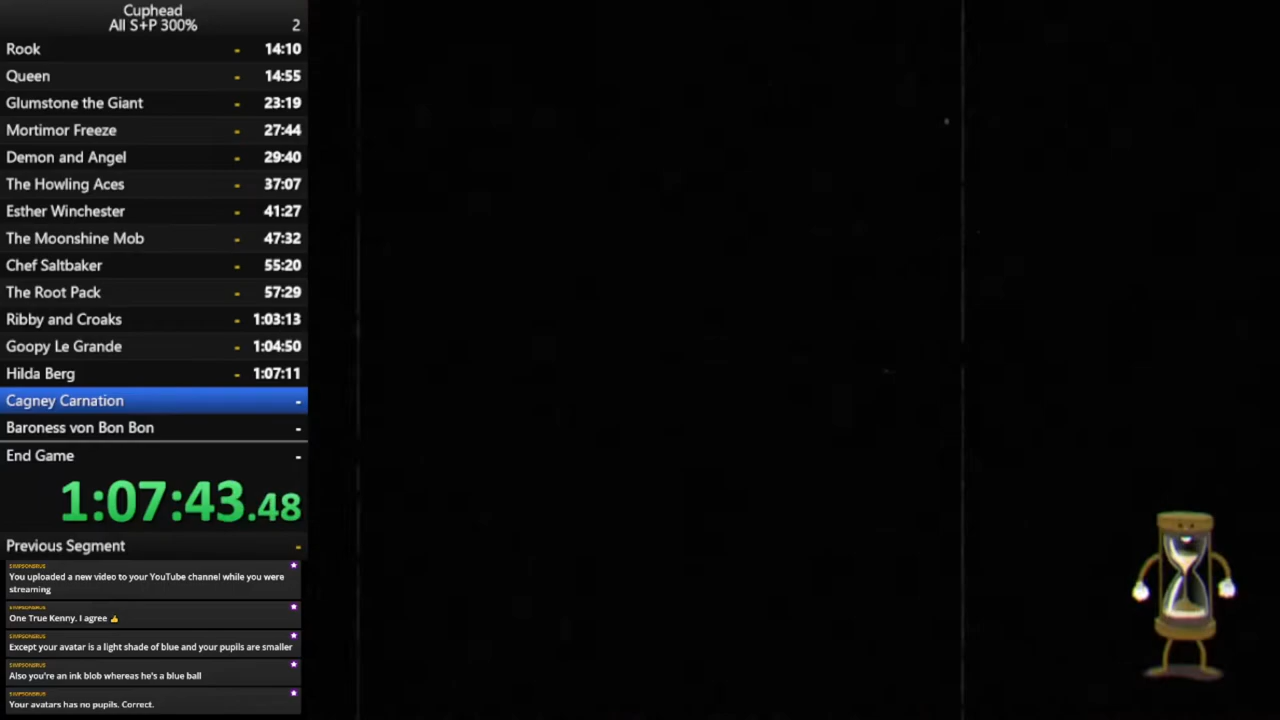 Cuphead
All S+P 300% 2
Rook - 14:10
Queen - 14:55
Glumstone the Giant - 23:19
Mortimor Freeze - 27:44
Demon and Angel - 29:40
The Howling Aces - 37:07
Esther Winchester - 41:27
The Moonshine Mob - 47:32
Chef Saltbaker - 55:20
The Root Pack - 57:29
Ribby and Croaks - 1:03:13
Goopy Le Grande - 1:04:50
Hilda Berg - 1:07:11
Cagney Carnation -
Baroness von Bon Bon -
End Game -
1:07:43.48
Previous Segment -
You uploaded a new video to your YouTube channel while you were
streaming
One True Kenny. I agree 👍
Except your avatar is a light shade of blue and your pupils are smaller
Also you're an ink blob whereas he's a blue ball
Your avatars has no pupils. Correct.